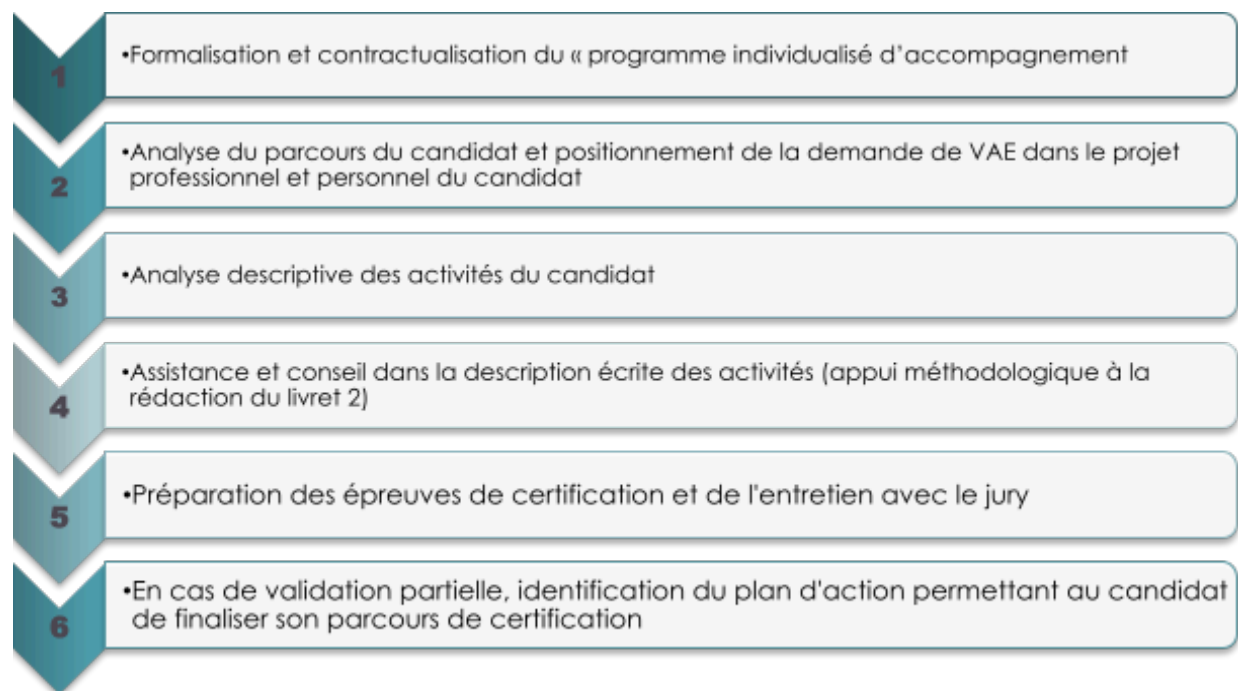 1
•Formalisation et contractualisation du « programme individualisé d’accompagnement
2
•Analyse du parcours du candidat et positionnement de la demande de VAE dans le projet
professionnel et personnel du candidat
3
•Analyse descriptive des activités du candidat
4
•Assistance et conseil dans la description écrite des activités (appui méthodologique à la
rédaction du livret 2)
5
•Préparation des épreuves de certification et de l'entretien avec le jury
6
•En cas de validation partielle, identification du plan d'action permettant au candidat
de finaliser son parcours de certification